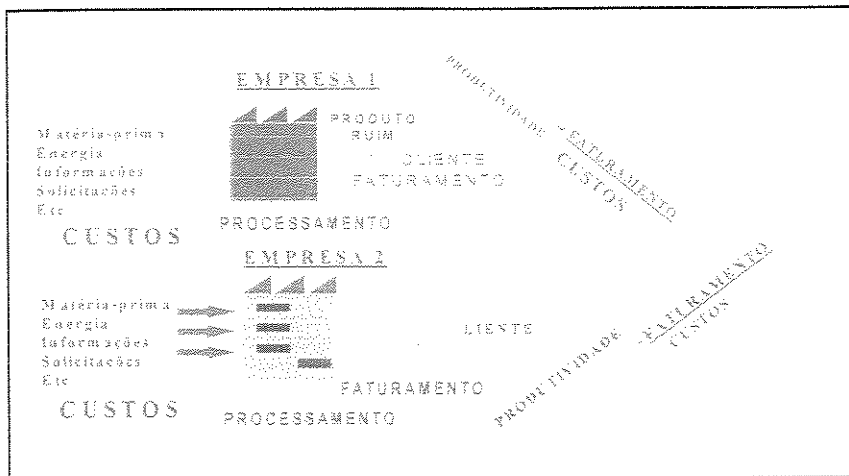 EMPRESA 1
Matéria-prima
Energia
Informações
Solicitações
Etc
CUSTOS
PRODUTO
RUIM
CLIENTE
FATURAMENTO
PROCESSAMENTO
PRODUTIVIDADE = FATURAMENTO
CUSTOS
EMPRESA 2
Matéria-prima
Energia
Informações
Solicitações
Etc
CUSTOS
LIENTE
FATURAMENTO
PROCESSAMENTO
PRODUTIVIDADE = FATURAMENTO
CUSTOS